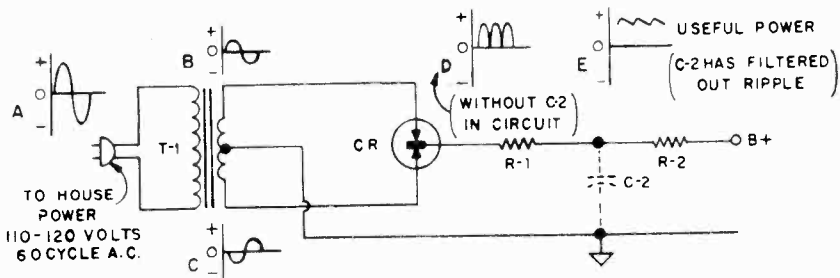 +
O
-
A
TO HOUSE
POWER
110-120 VOLTS
60 CYCLE A.C.
T-1
B
+
O
-
C
+
O
-
CR
D
+
O
-
(WITHOUT C-2
IN CIRCUIT)
R-1
E
+
O
-
USEFUL POWER
(C-2 HAS FILTERED
OUT RIPPLE)
C-2
R-2
B+